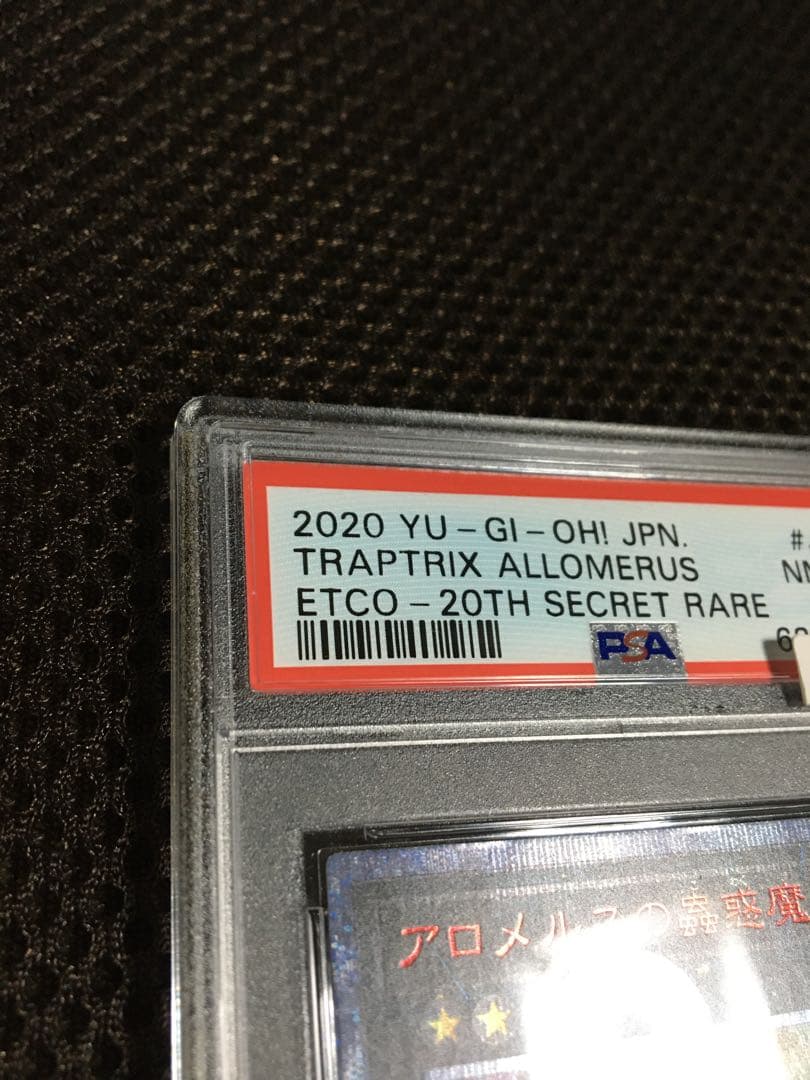 2020 YU-GI-OH! JPN.
TRAPTRIX ALLOMERUS
ETCO-20TH SECRET RARE
PSA
アロメルスの蟲惑魔